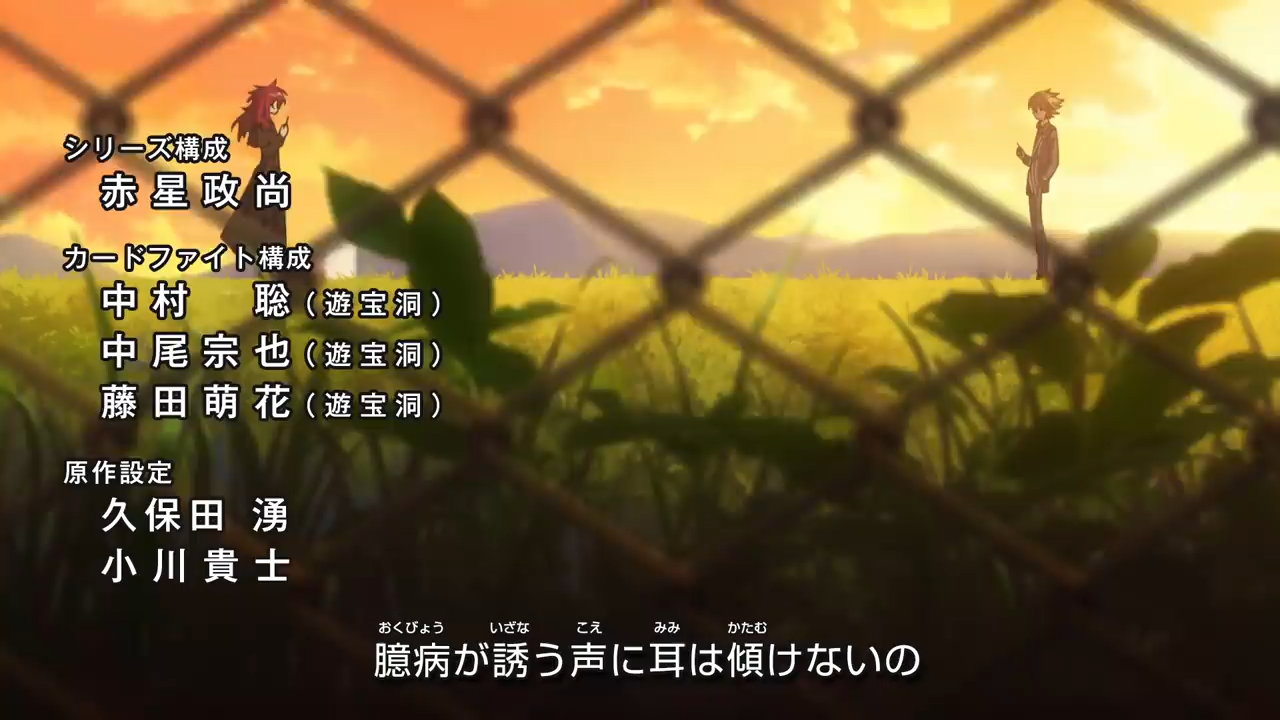 シリーズ構成
赤星政尚
カードファイト構成
中村 聡(遊宝洞)
中尾宗也(遊宝洞)
藤田萌花(遊宝洞)
原作設定
久保田 湧
小川貴士
おくびょう いざな こえ みみ かたむ
臆病が誘う声に耳は傾けないの